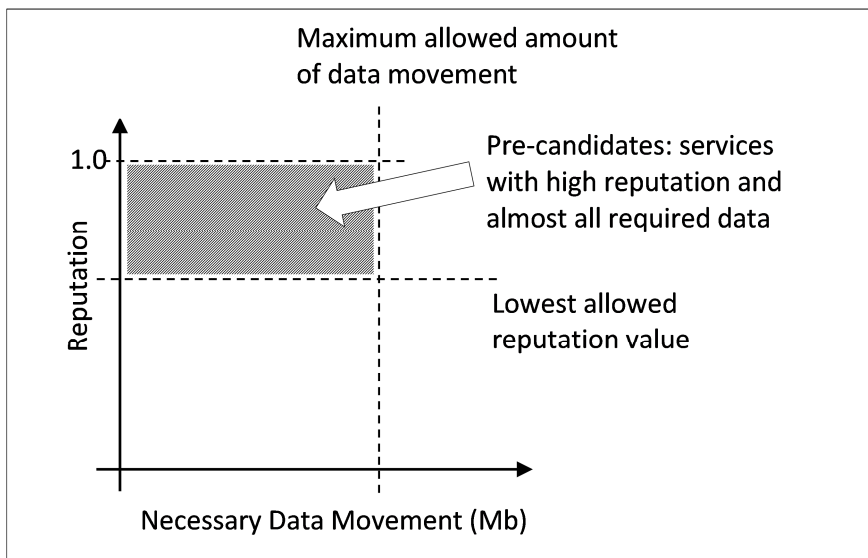 Maximum allowed amount
of data movement
1.0
Pre-candidates: services
with high reputation and
almost all required data
Reputation
Lowest allowed
reputation value
Necessary Data Movement (Mb)